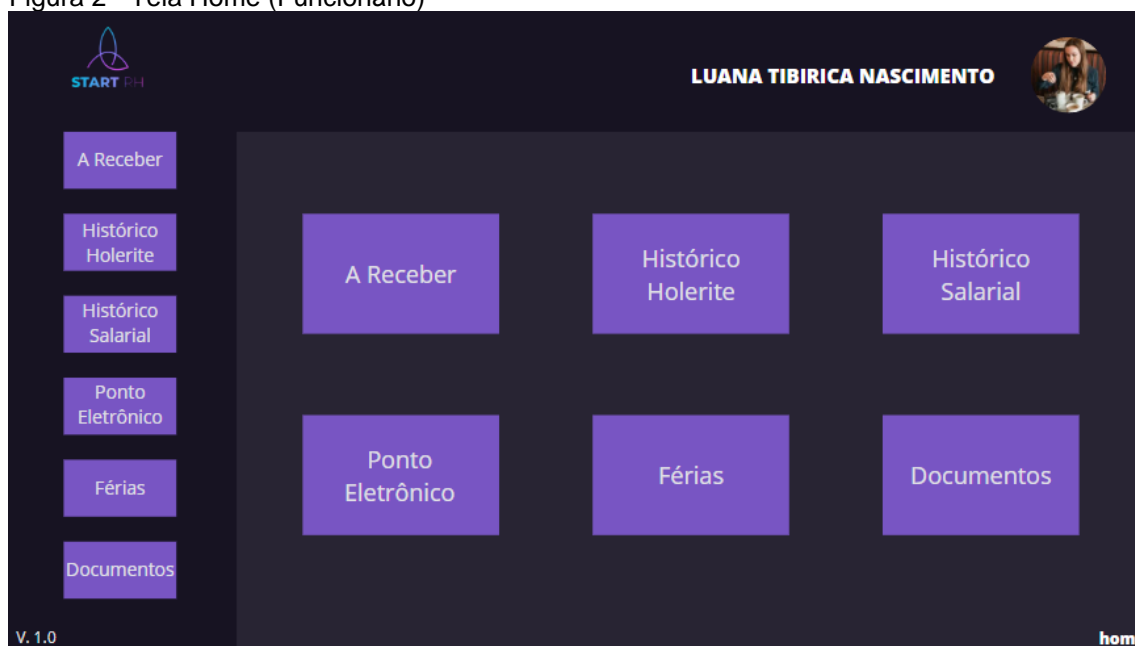 Figura 2 - Tela Home (Funcionário)
START RH
LUANA TIBIRICA NASCIMENTO
A Receber
Histórico
Holerite
Histórico
Salarial
Ponto
Eletrônico
Férias
Documentos
A Receber
Histórico
Holerite
Histórico
Salarial
Ponto
Eletrônico
Férias
Documentos
V. 1.0
hom